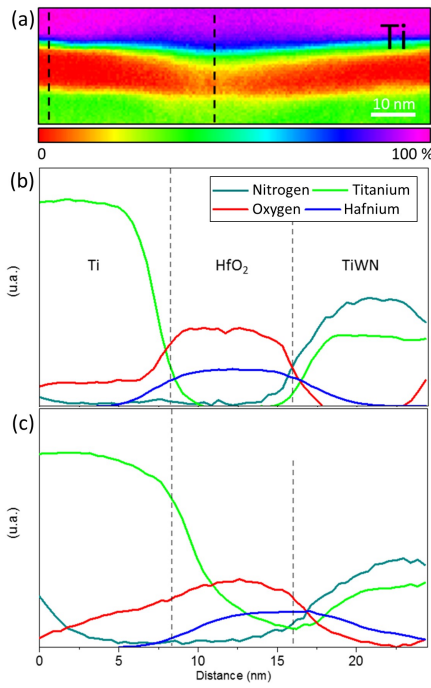 (a)
Ti
10 nm
0 100 %
(b)
Nitrogen Titanium
Oxygen Hafnium
Ti HfO₂ TiWN
(u.a.)
(c)
(u.a.)
0 5 10 15 20
Distance (nm)